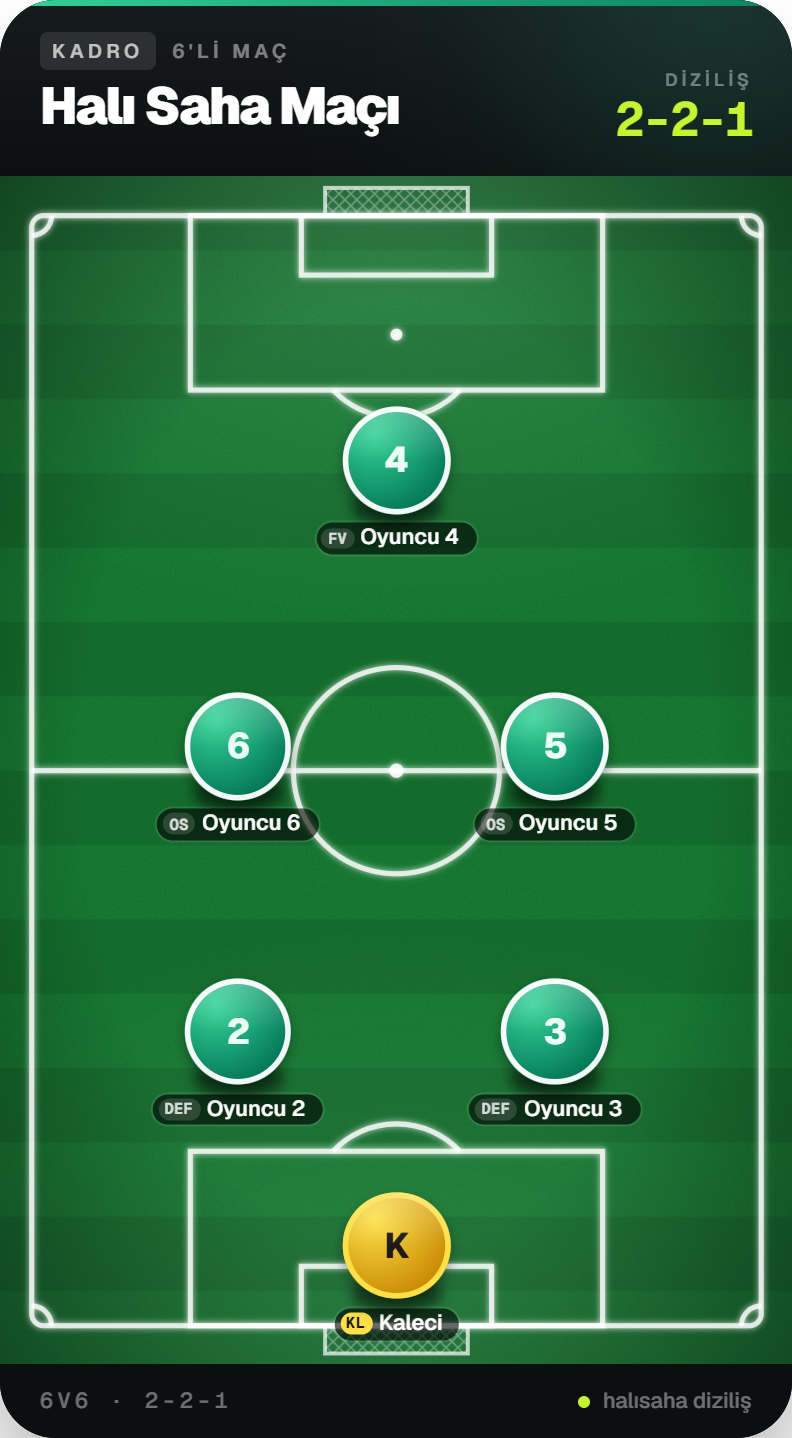 KADRO 6'Lİ MAÇ
Halı Saha Maçı
DİZİLİŞ
2-2-1
4
FV Oyuncu 4
6
5
OS Oyuncu 6
OS Oyuncu 5
2
3
DEF Oyuncu 2
DEF Oyuncu 3
K
KL Kaleci
6V6 · 2-2-1
halısaha diziliş